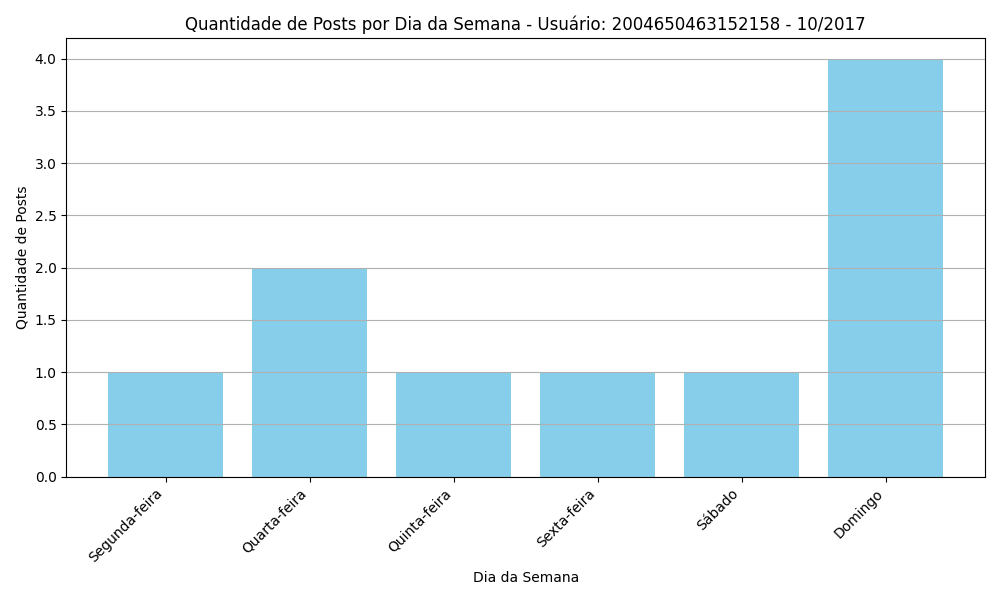 Quantidade de Posts por Dia da Semana - Usuário: 2004650463152158 - 10/2017
Quantidade de Posts
4.0
3.5
3.0
2.5
2.0
1.5
1.0
0.5
0.0
Segunda-feira
Quarta-feira
Quinta-feira
Sexta-feira
Sábado
Domingo
Dia da Semana